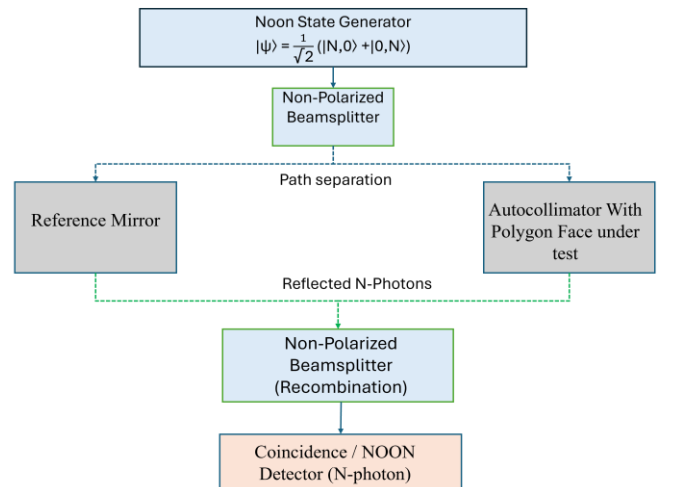 Noon State Generator
|ψ⟩ = 1/√2 (|N,0⟩ +|0,N⟩)
Non-Polarized
Beamsplitter
Path separation
Reference Mirror
Autocollimator With
Polygon Face under
test
Reflected N-Photons
Non-Polarized
Beamsplitter
(Recombination)
Coincidence / NOON
Detector (N-photon)